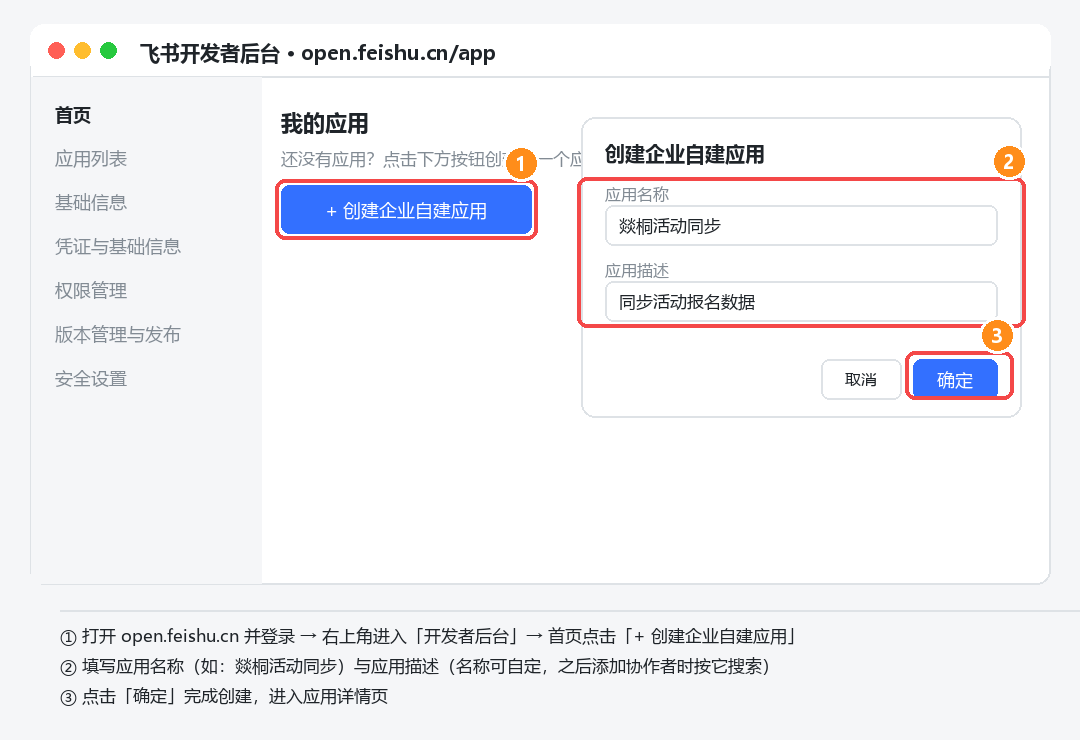 飞书开发者后台 • open.feishu.cn/app
首页
应用列表
基础信息
凭证与基础信息
权限管理
版本管理与发布
安全设置
我的应用
还没有应用？点击下方按钮创
一个应
1
+ 创建企业自建应用
创建企业自建应用
2
应用名称
燚桐活动同步
应用描述
同步活动报名数据
3
取消
确定
① 打开 open.feishu.cn 并登录 → 右上角进入「开发者后台」→ 首页点击「+ 创建企业自建应用」
② 填写应用名称（如：燚桐活动同步）与应用描述（名称可自定，之后添加协作者时按它搜索）
③ 点击「确定」完成创建，进入应用详情页